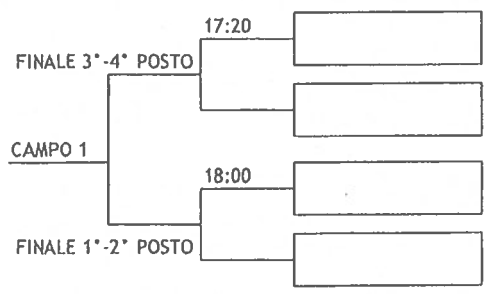 17:20
FINALE 3°-4° POSTO
CAMPO 1
18:00
FINALE 1°-2° POSTO